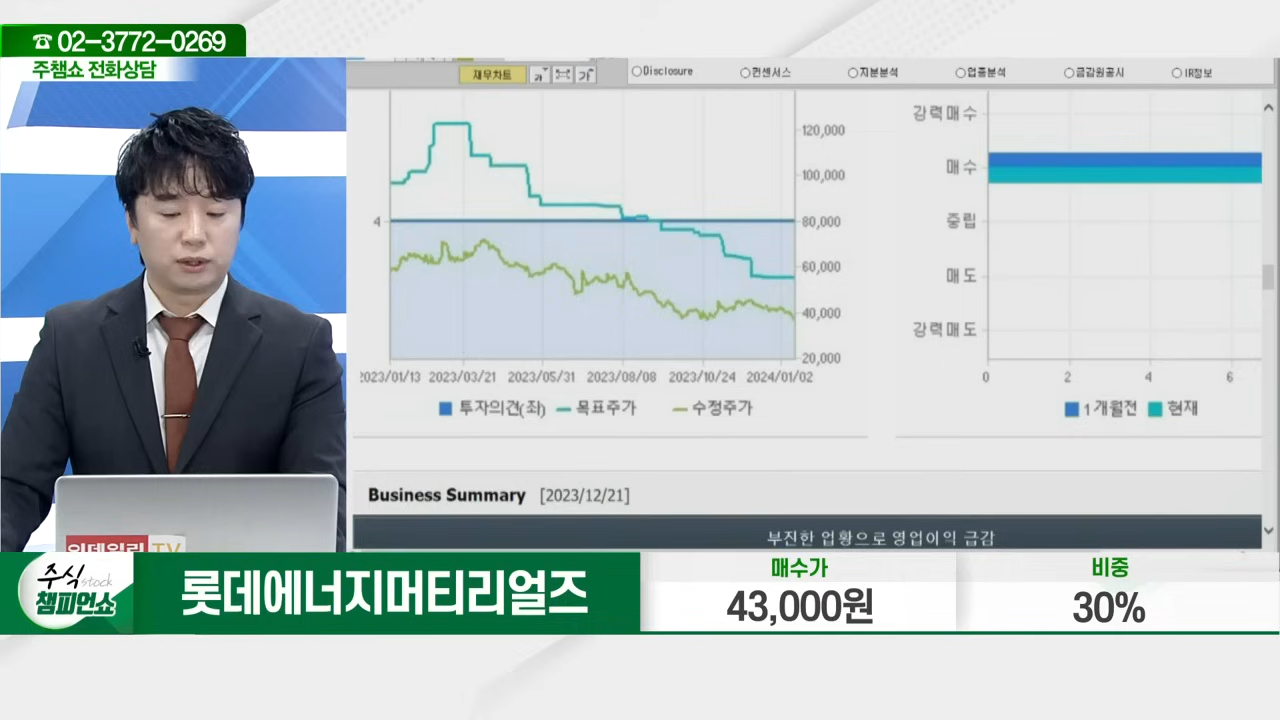 ☎ 02-3772-0269
주챔쇼 전화상담
재무차트
가
가
Disclosure
컨센서스
지분분석
업종분석
금감원공시
IR정보
120,000
100,000
4
80,000
60,000
40,000
20,000
2023/01/13 2023/03/21 2023/05/31 2023/08/08 2023/10/24 2024/01/02
투자의견(좌) 목표주가 수정주가
강력매수
매수
중립
매도
강력매도
0 2 4 6
1개월전 현재
Business Summary [2023/12/21]
부진한 업황으로 영업이익 급감
이데일리 TV
주식 stock
챔피언쇼
롯데에너지머티리얼즈
매수가
43,000원
비중
30%